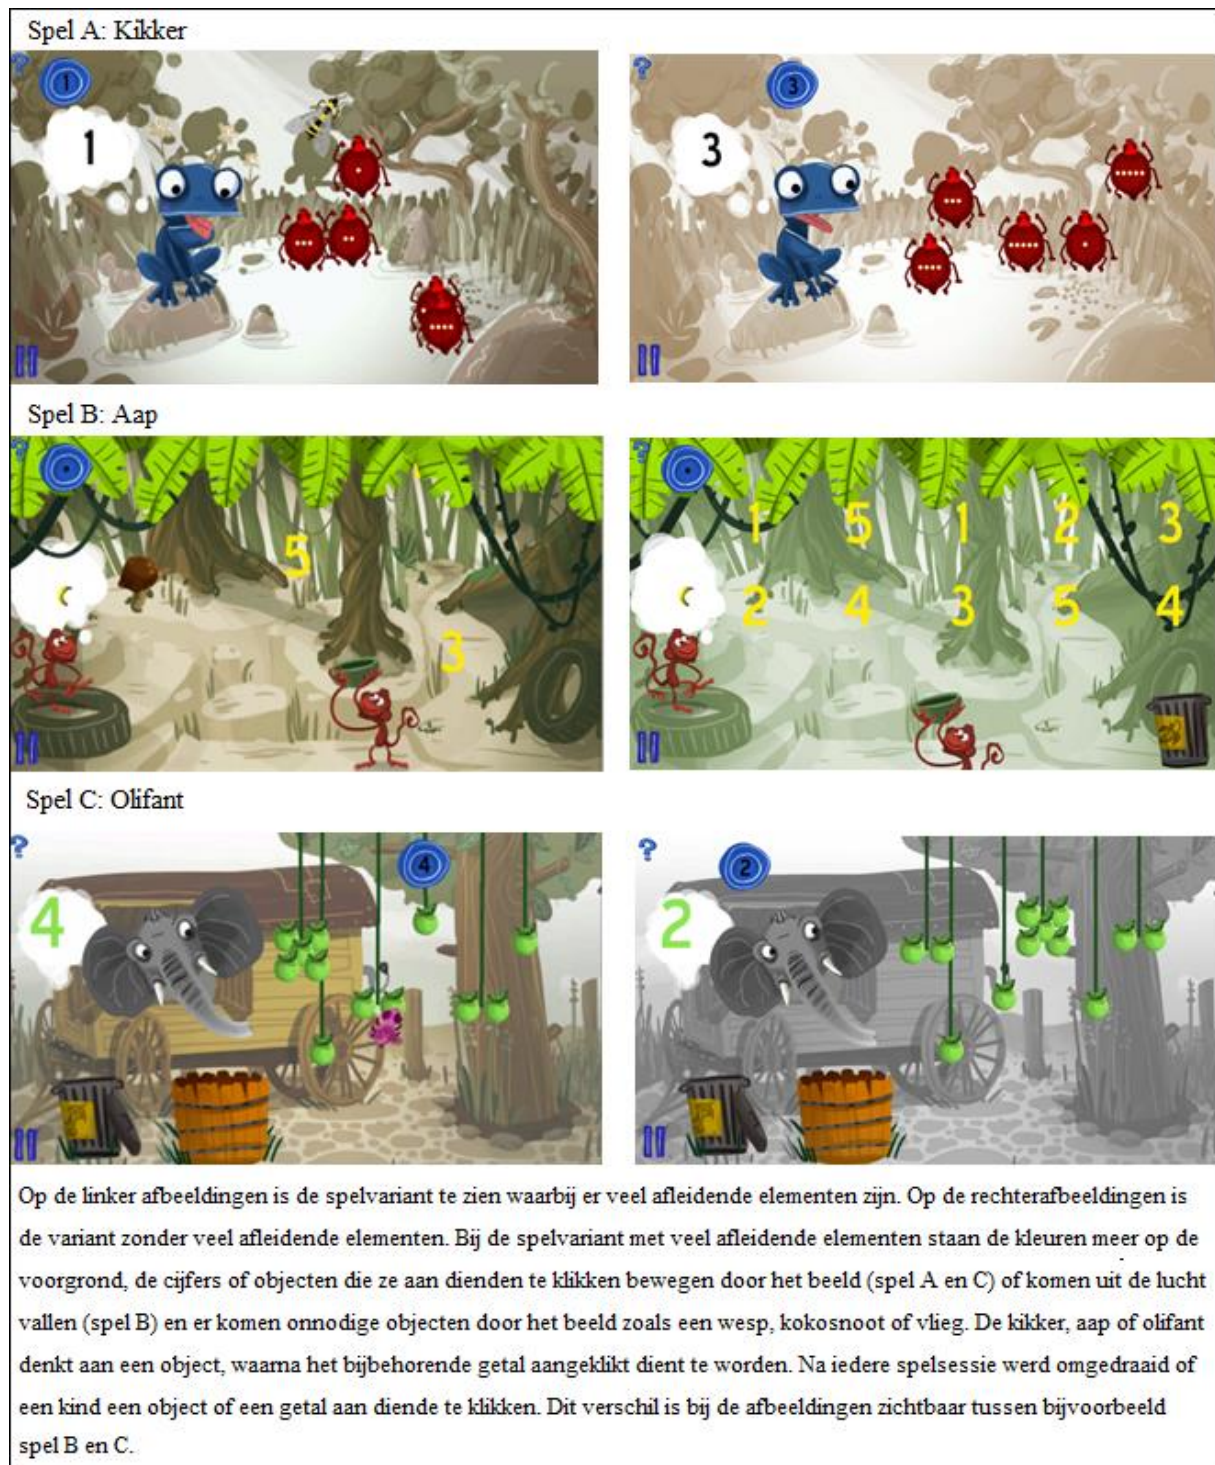 Spel A: Kikker
? 1 ? 3
1 3
Spel B: Aap
? ?
5 1 5 1 2 3
3 2 4 3 5 4
Spel C: Olifant
? 4 ? 2
4 2
Op de linker afbeeldingen is de spelvariant te zien waarbij er veel afleidende elementen zijn. Op de rechterafbeeldingen is
de variant zonder veel afleidende elementen. Bij de spelvariant met veel afleidende elementen staan de kleuren meer op de
voorgrond, de cijfers of objecten die ze aan dienden te klikken bewegen door het beeld (spel A en C) of komen uit de lucht
vallen (spel B) en er komen onnodige objecten door het beeld zoals een wesp, kokosnoot of vlieg. De kikker, aap of olifant
denkt aan een object, waarna het bijbehorende getal aangeklikt dient te worden. Na iedere spelsessie werd omgedraaid of
een kind een object of een getal aan diende te klikken. Dit verschil is bij de afbeeldingen zichtbaar tussen bijvoorbeeld
spel B en C.